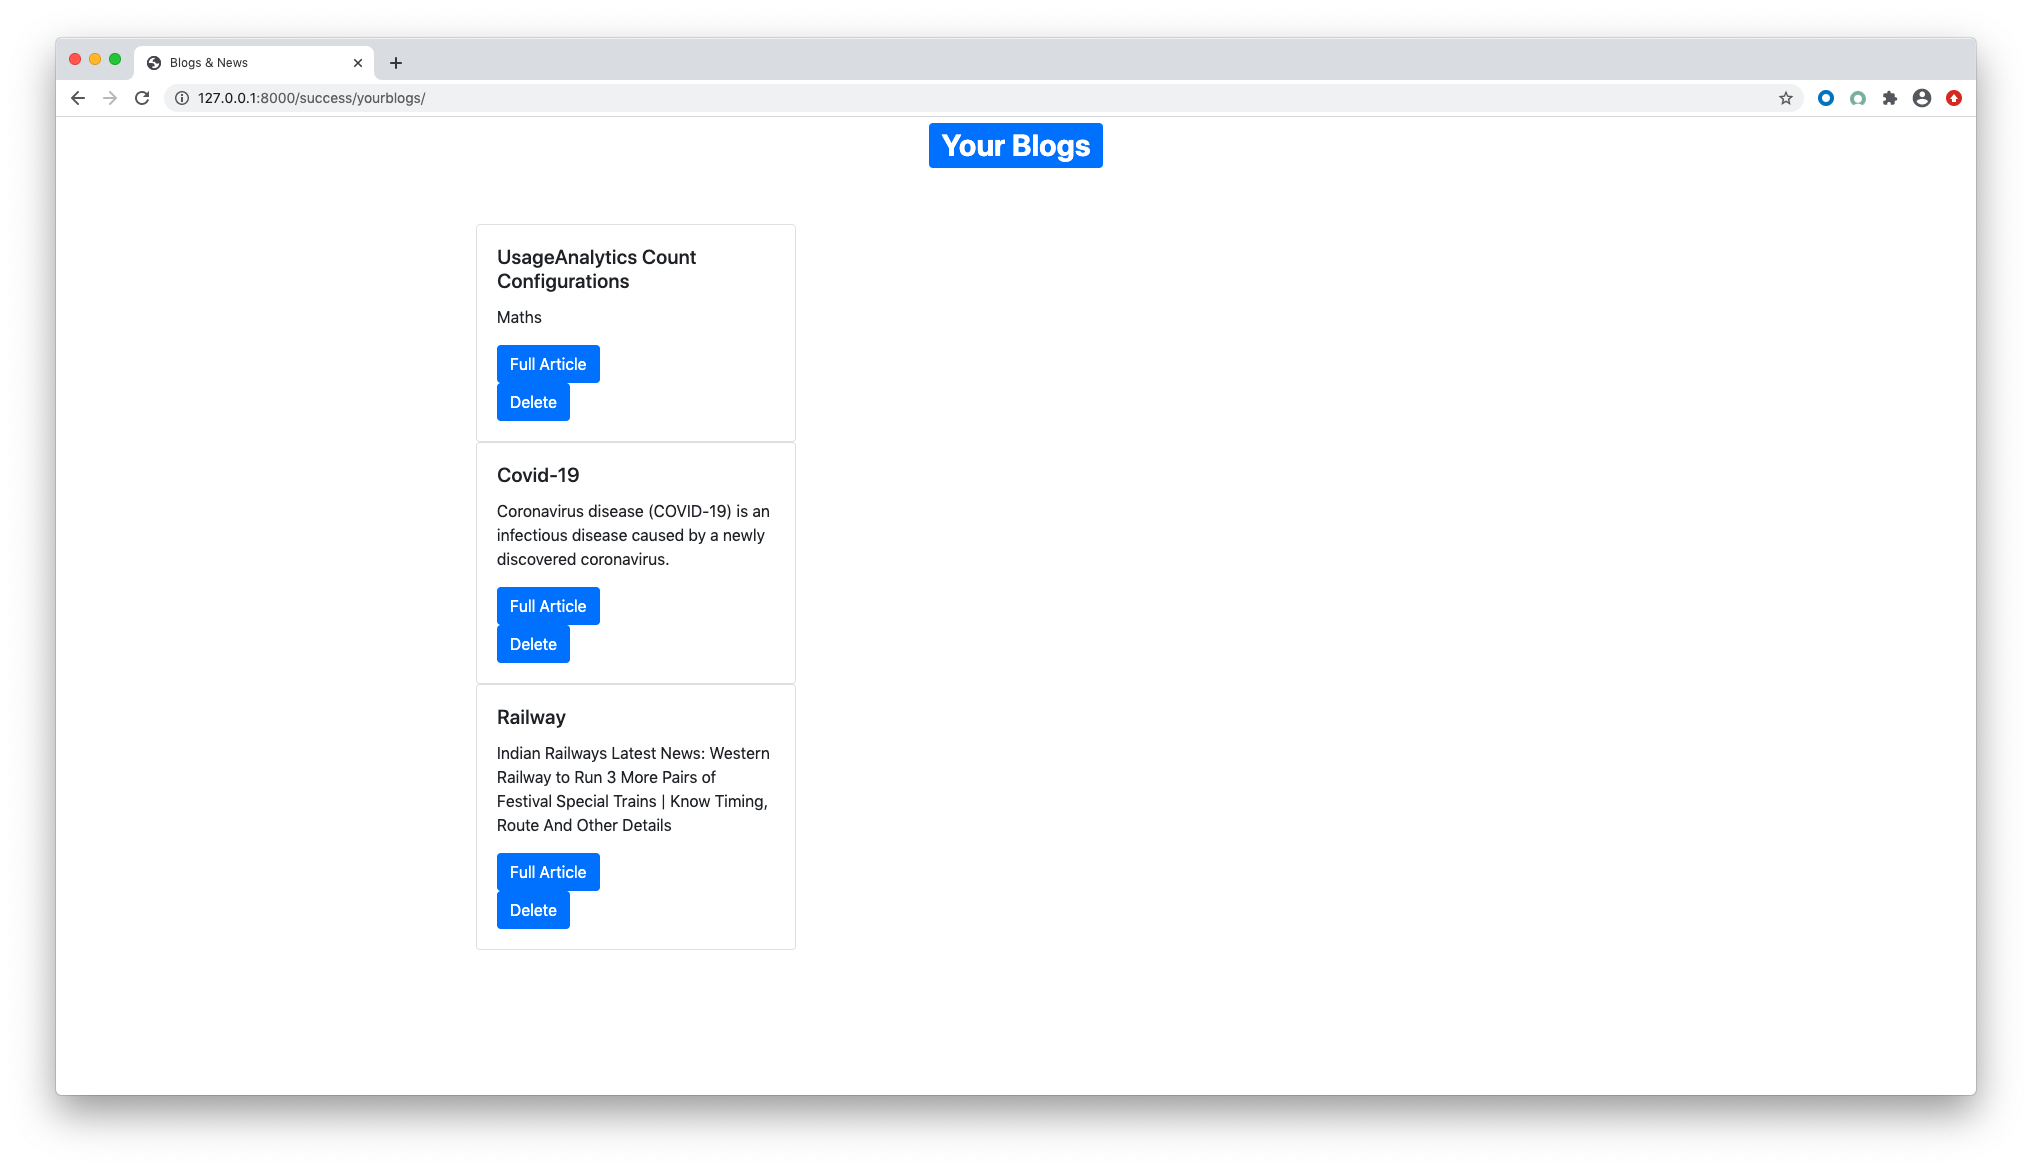 Blogs & News
127.0.0.1:8000/success/yourblogs/
Your Blogs
UsageAnalytics Count
Configurations
Maths
Full Article
Delete
Covid-19
Coronavirus disease (COVID-19) is an
infectious disease caused by a newly
discovered coronavirus.
Full Article
Delete
Railway
Indian Railways Latest News: Western
Railway to Run 3 More Pairs of
Festival Special Trains | Know Timing,
Route And Other Details
Full Article
Delete